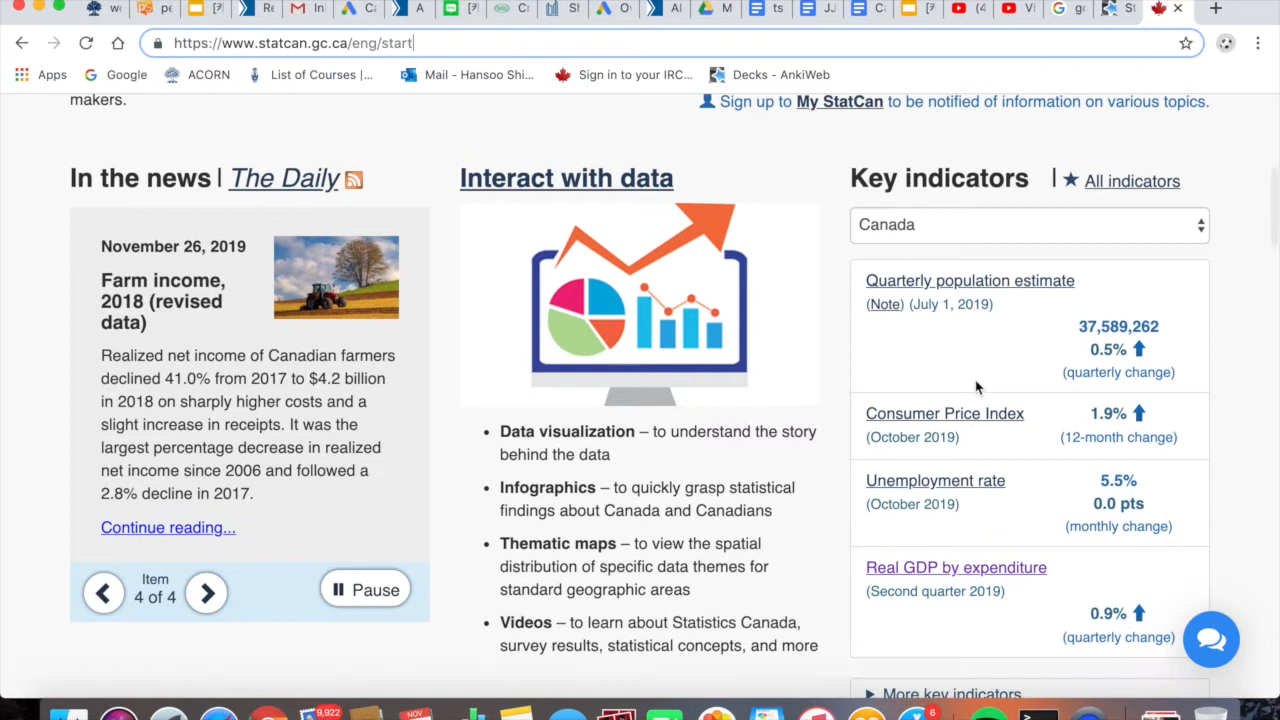 https://www.statcan.gc.ca/eng/start
Apps Google ACORN List of Courses |... Mail - Hansoo Shi... Sign in to your IRC... Decks - AnkiWeb
makers.
Sign up to My StatCan to be notified of information on various topics.
In the news | The Daily
November 26, 2019
Farm income,
2018 (revised
data)
Realized net income of Canadian farmers
declined 41.0% from 2017 to $4.2 billion
in 2018 on sharply higher costs and a
slight increase in receipts. It was the
largest percentage decrease in realized
net income since 2006 and followed a
2.8% decline in 2017.
Continue reading...
Item
4 of 4
Pause
Interact with data
• Data visualization – to understand the story
behind the data
• Infographics – to quickly grasp statistical
findings about Canada and Canadians
• Thematic maps – to view the spatial
distribution of specific data themes for
standard geographic areas
• Videos – to learn about Statistics Canada,
survey results, statistical concepts, and more
Key indicators | All indicators
Canada
Quarterly population estimate
(Note) (July 1, 2019)
37,589,262
0.5%
(quarterly change)
Consumer Price Index 1.9%
(October 2019) (12-month change)
Unemployment rate 5.5%
(October 2019) 0.0 pts
(monthly change)
Real GDP by expenditure
(Second quarter 2019)
0.9%
(quarterly change)
More key indicators
9,922 NOV 6